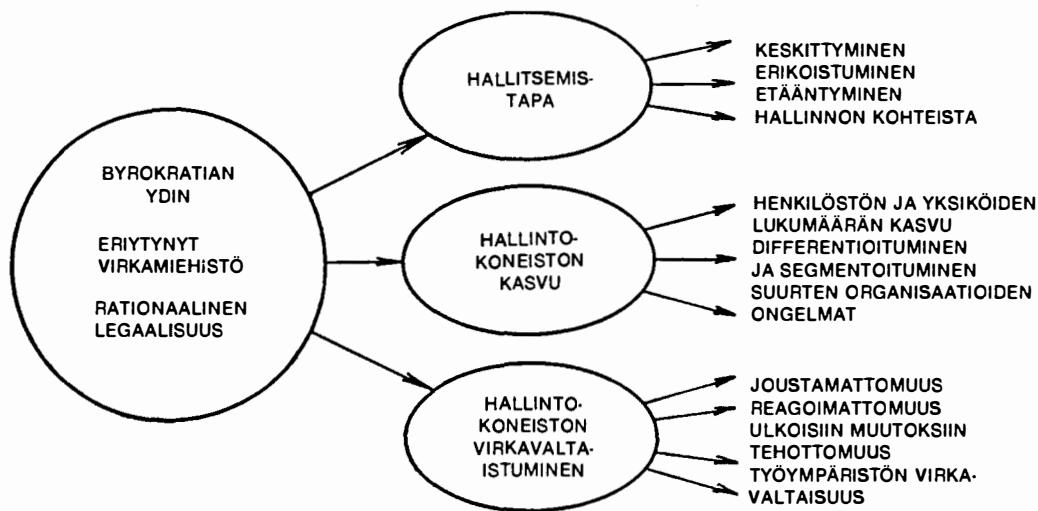 BYROKRATIAN
YDIN
ERIYTYNYT
VIRKAMIEHiSTÖ
RATIONAALINEN
LEGAALISUUS
HALLITSEMIS-
TAPA
KESKITTYMINEN
ERIKOISTUMINEN
ETÄÄNTYMINEN
HALLINNON KOHTEISTA
HALLINTO-
KONEISTON
KASVU
HENKILÖSTÖN JA YKSIKÖIDEN
LUKUMÄÄRÄN KASVU
DIFFERENTIOITUMINEN
JA SEGMENTOITUMINEN
SUURTEN ORGANISAATIOIDEN
ONGELMAT
HALLINTO-
KONEISTON
VIRKAVALTA-
ISTUMINEN
JOUSTAMATTOMUUS
REAGOIMATTOMUUS
ULKOISIIN MUUTOKSIIN
TEHOTTOMUUS
TYÖYMPÄRISTÖN VIRKA-
VALTAISUUS